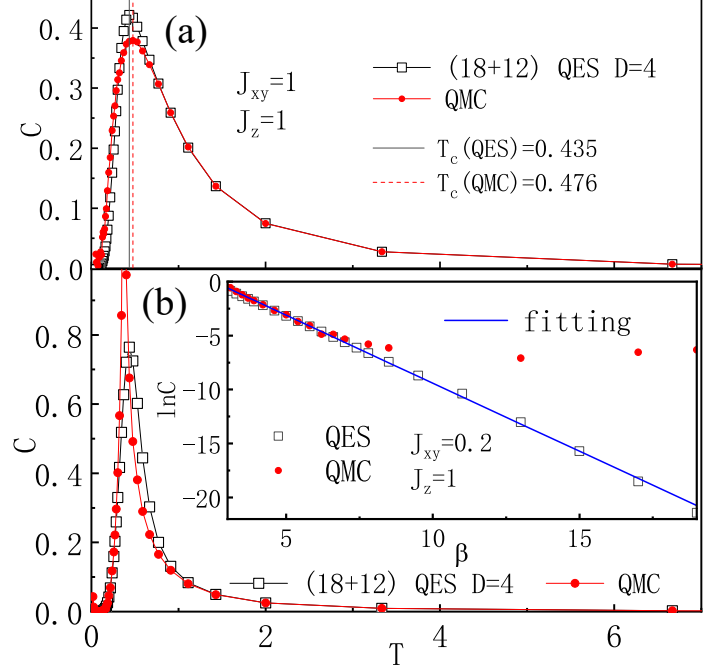 0.4
0.3
0.2
0.1
0.0
C
(a)
J_xy=1
J_z=1
(18+12) QES D=4
QMC
T_c(QES)=0.435
T_c(QMC)=0.476
0.8
0.6
0.4
0.2
0.0
C
(b)
0
-5
-10
-15
-20
lnC
fitting
QES
QMC
J_xy=0.2
J_z=1
5
10
15
β
(18+12) QES D=4
QMC
0
2
4
6
T